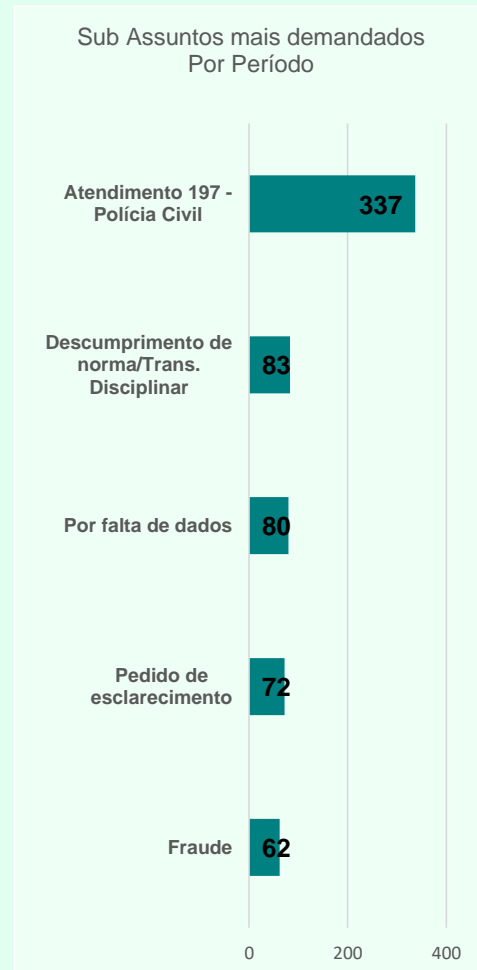 Sub Assuntos mais demandados
Por Período
Atendimento 197 -
Polícia Civil
337
Descumprimento de
norma/Trans.
Disciplinar
83
Por falta de dados
80
Pedido de
esclarecimento
72
Fraude
62
0
200
400